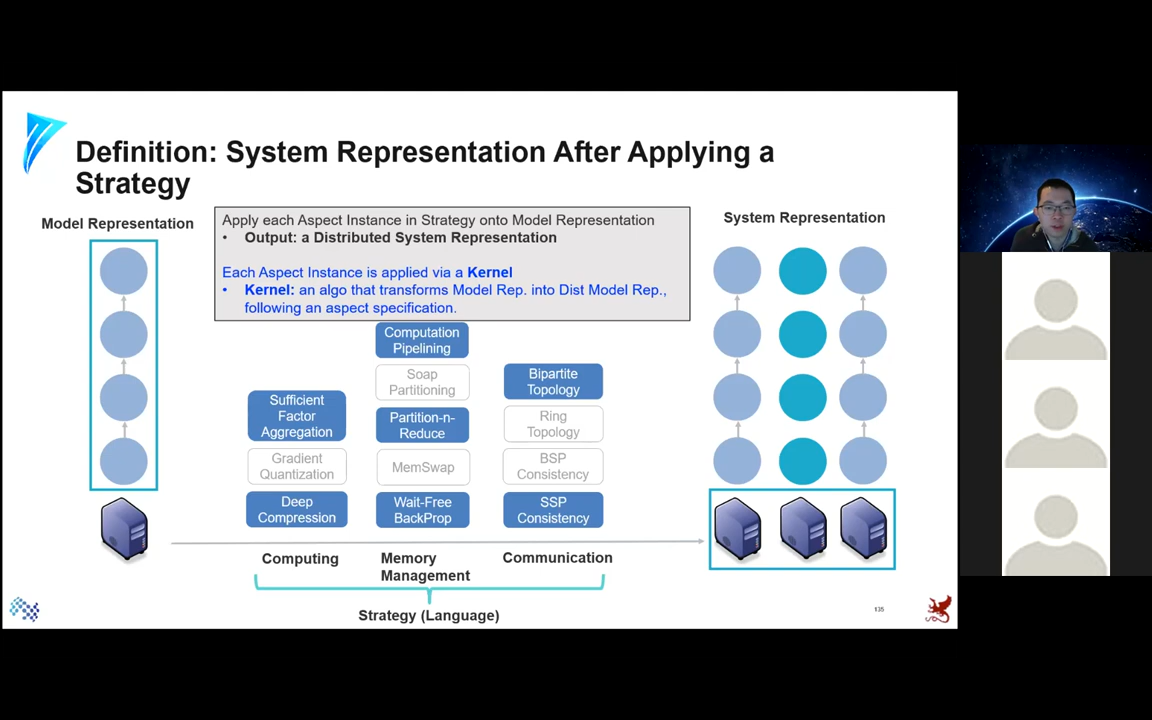 Definition: System Representation After Applying a
Strategy
Model Representation
Apply each Aspect Instance in Strategy onto Model Representation
• Output: a Distributed System Representation
Each Aspect Instance is applied via a Kernel
• Kernel: an algo that transforms Model Rep. into Dist Model Rep.,
following an aspect specification.
System Representation
Sufficient
Factor
Aggregation
Gradient
Quantization
Deep
Compression
Computation
Pipelining
Soap
Partitioning
Partition-n-
Reduce
MemSwap
Wait-Free
BackProp
Bipartite
Topology
Ring
Topology
BSP
Consistency
SSP
Consistency
Computing
Memory
Management
Communication
Strategy (Language)
135